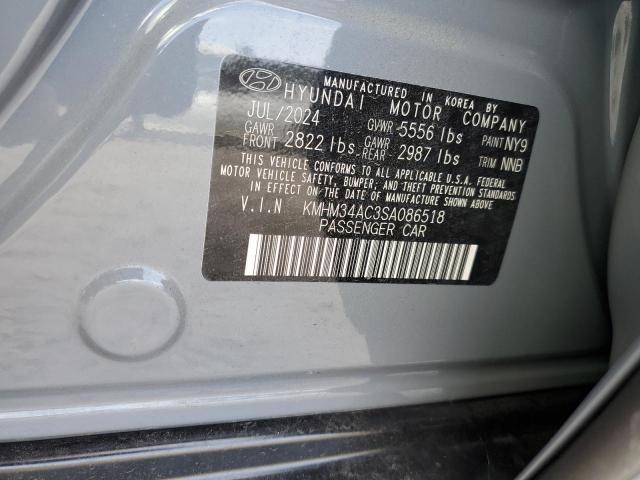 MANUFACTURED IN KOREA BY
HYUNDAI MOTOR COMPANY
JUL/2024 GVWR 5556 lbs PAINT NY9
GAWR FRONT 2822 lbs GAWR REAR 2987 lbs TRIM NNB
THIS VEHICLE CONFORMS TO ALL APPLICABLE U.S.A. FEDERAL
MOTOR VEHICLE SAFETY, BUMPER, AND THEFT PREVENTION STANDARDS
IN EFFECT ON THE DATE OF MANUFACTURE SHOWN ABOVE.
V.I.N KMHM34AC3SA086518
PASSENGER CAR